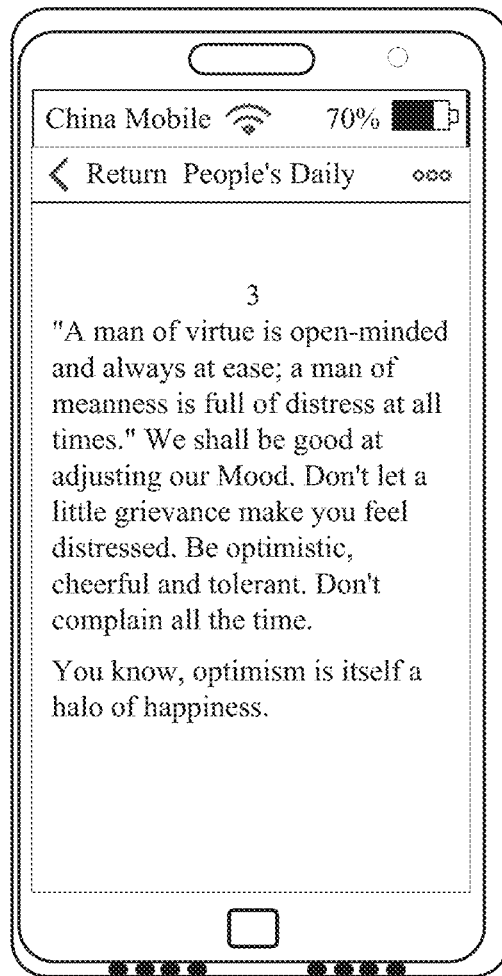 China Mobile 70%
Return People's Daily
3
"A man of virtue is open-minded
and always at ease; a man of
meanness is full of distress at all
times." We shall be good at
adjusting our Mood. Don't let a
little grievance make you feel
distressed. Be optimistic,
cheerful and tolerant. Don't
complain all the time.
You know, optimism is itself a
halo of happiness.